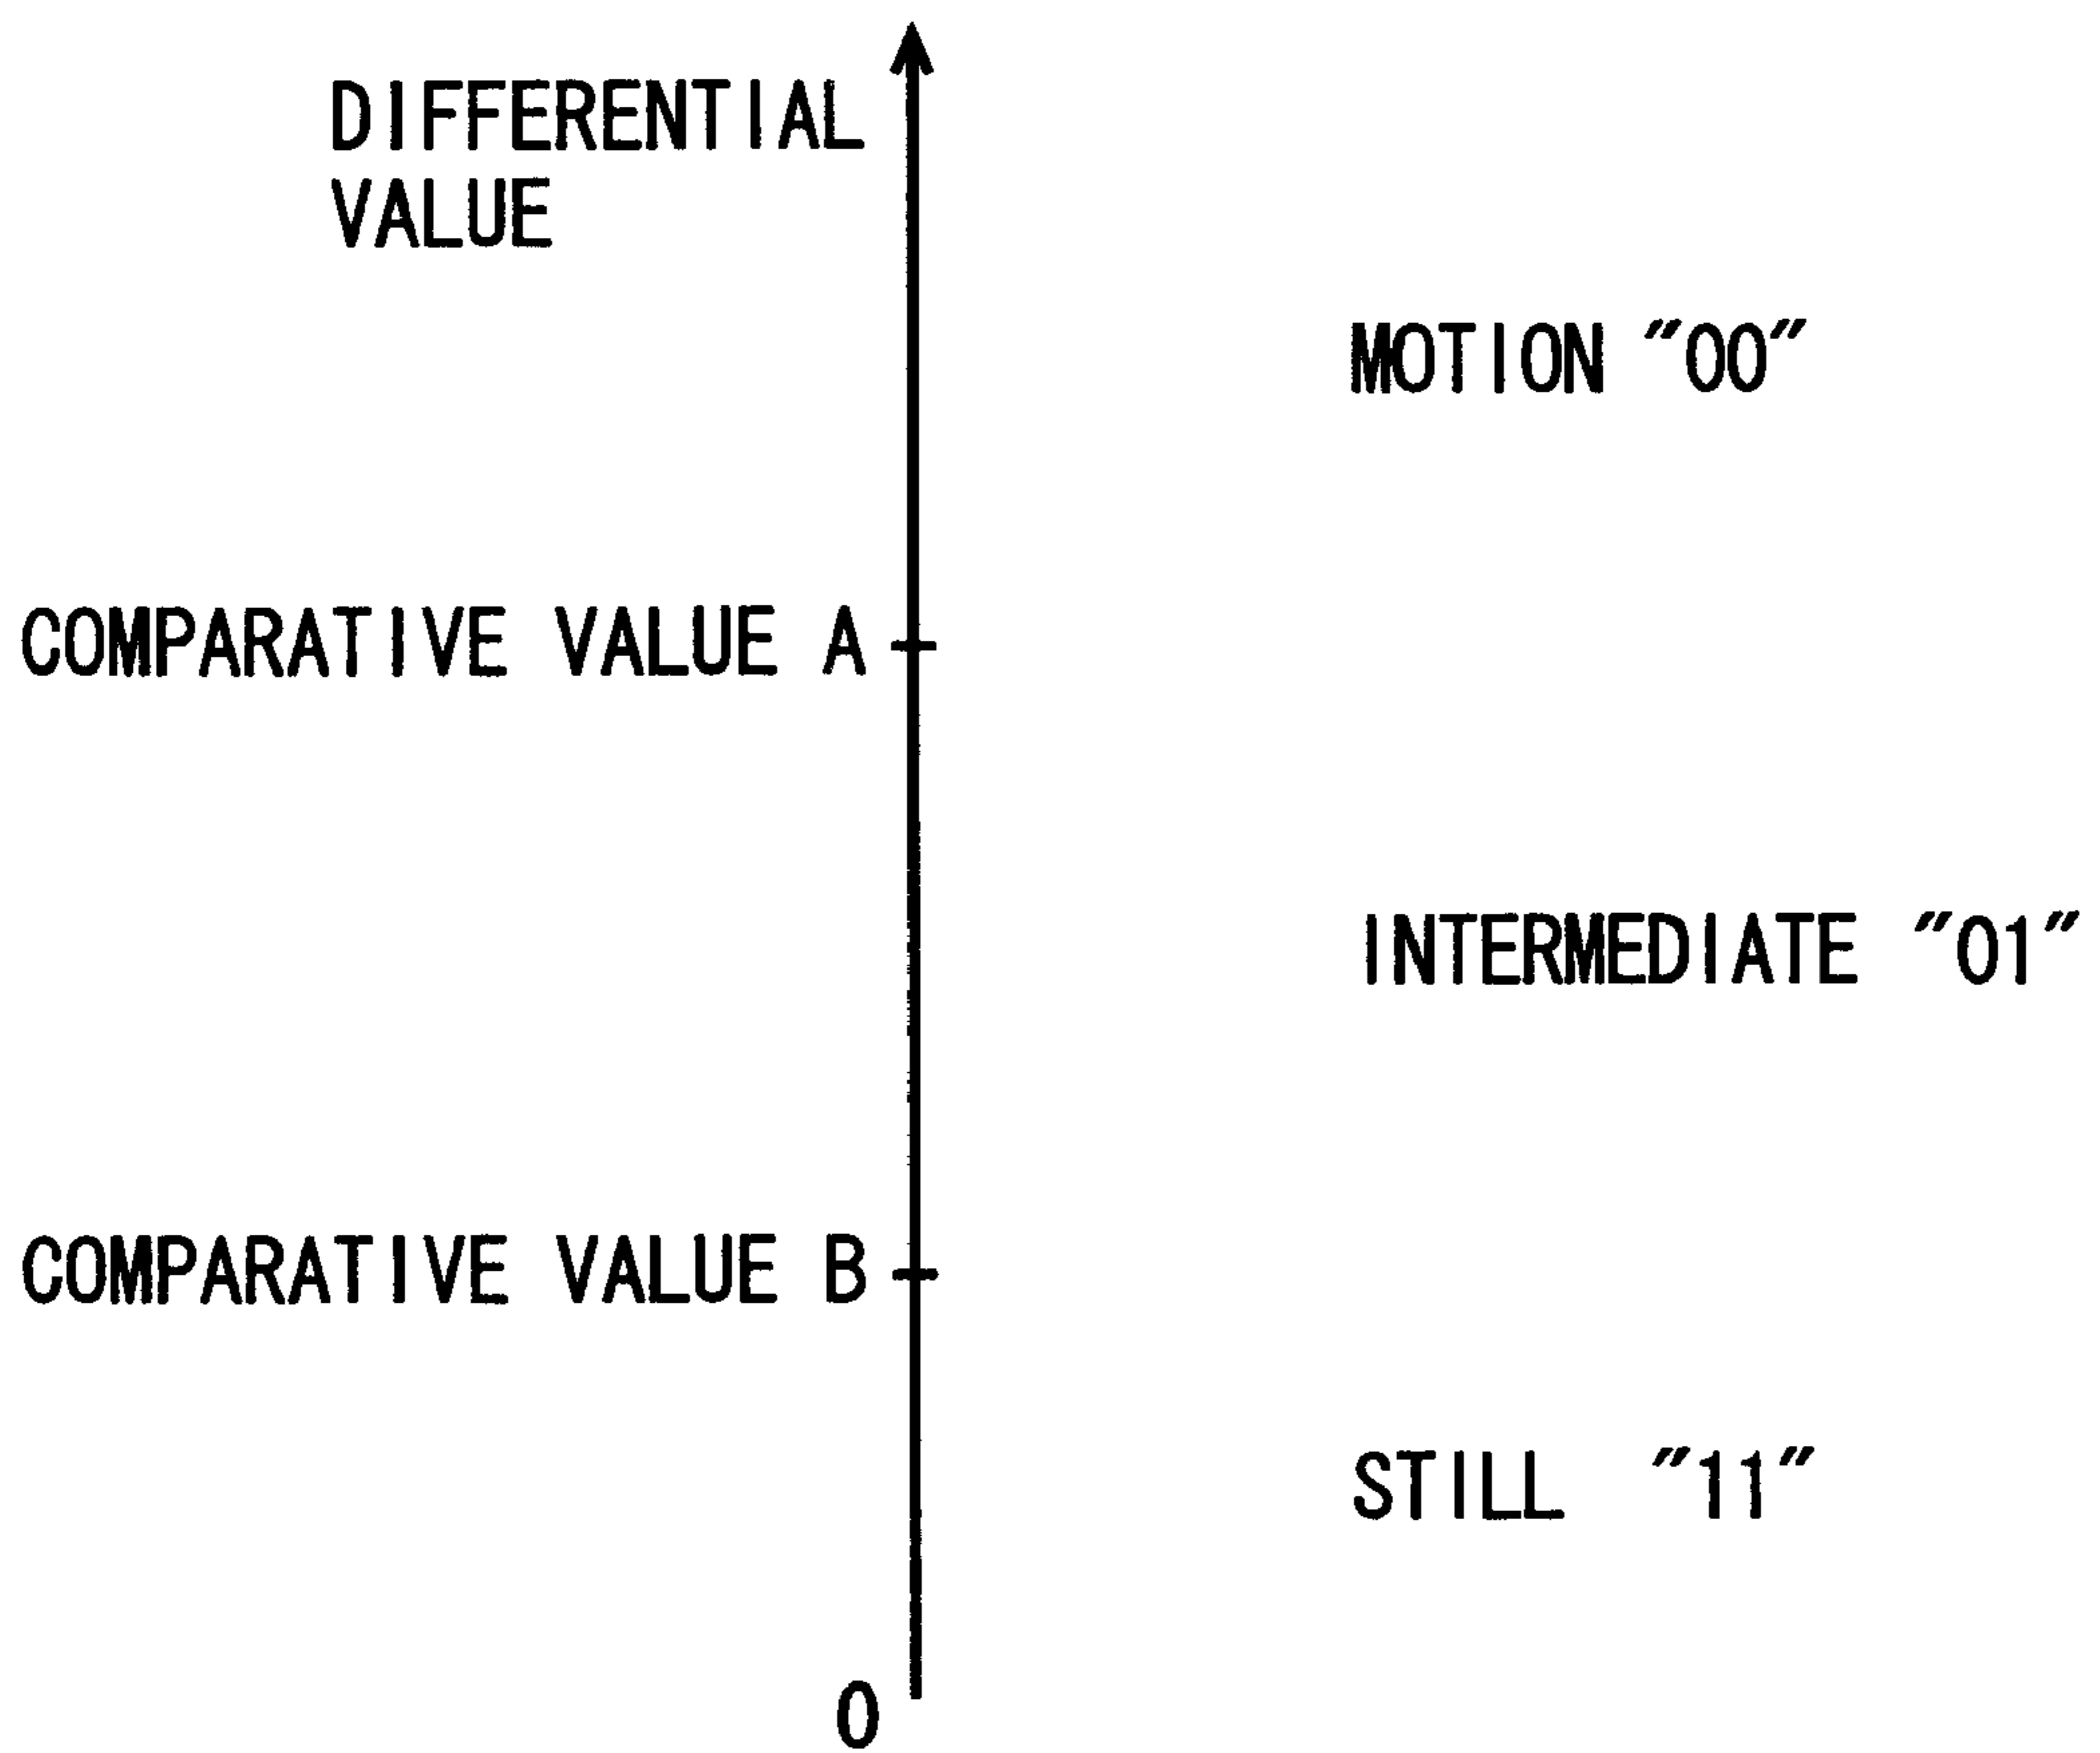 DIFFERENTIAL
VALUE
MOTION "00"
COMPARATIVE VALUE A
INTERMEDIATE "01"
COMPARATIVE VALUE B
STILL "11"
0